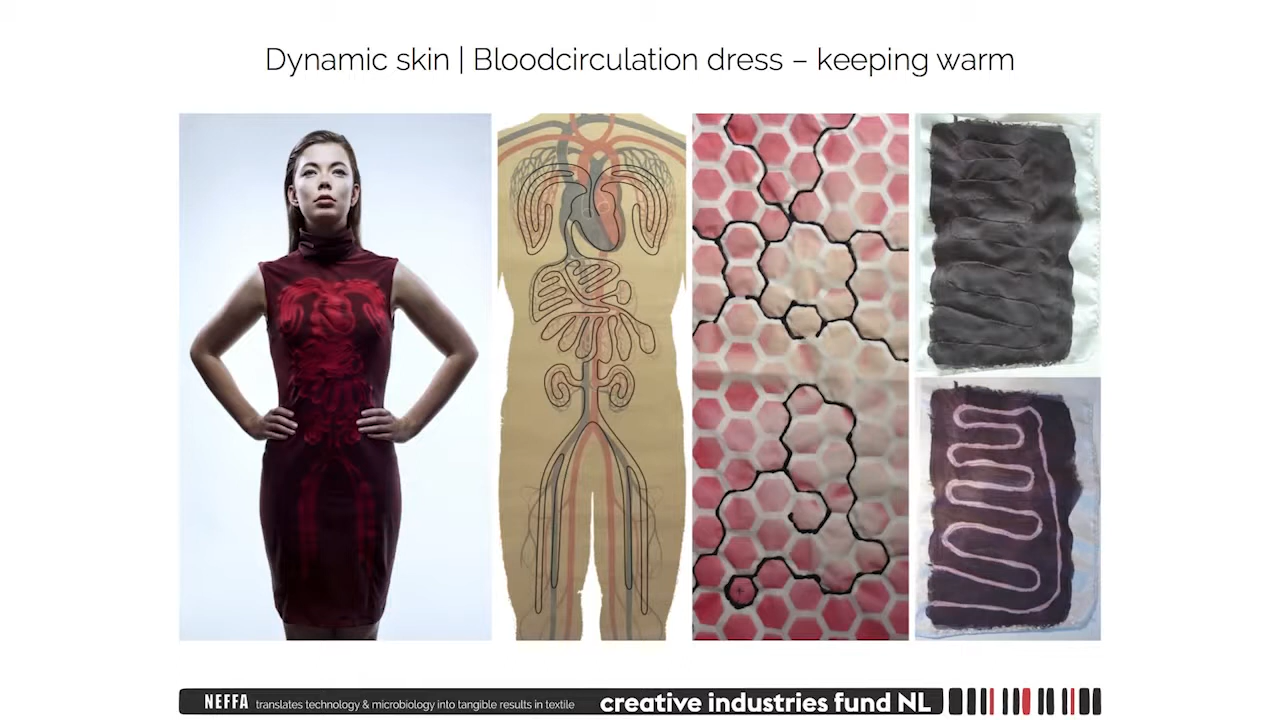 Dynamic skin | Bloodcirculation dress – keeping warm
NEFFA translates technology & microbiology into tangible results in textile creative industries fund NL